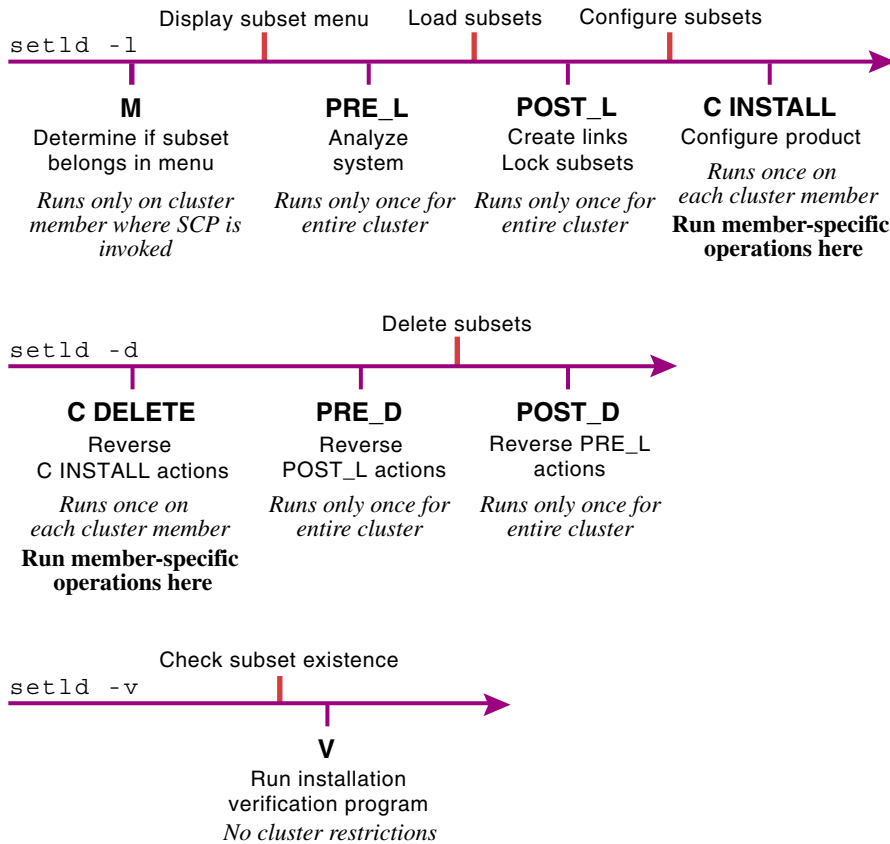 Display subset menu
Load subsets
Configure subsets
setld -l
M
Determine if subset
belongs in menu
Runs only on cluster
member where SCP is
invoked
PRE_L
Analyze
system
Runs only once for
entire cluster
POST_L
Create links
Lock subsets
Runs only once for
entire cluster
C INSTALL
Configure product
Runs once on
each cluster member
Run member-specific
operations here
Delete subsets
setld -d
C DELETE
Reverse
C INSTALL actions
Runs once on
each cluster member
Run member-specific
operations here
PRE_D
Reverse
POST_L actions
Runs only once for
entire cluster
POST_D
Reverse PRE_L
actions
Runs only once for
entire cluster
Check subset existence
setld -v
V
Run installation
verification program
No cluster restrictions